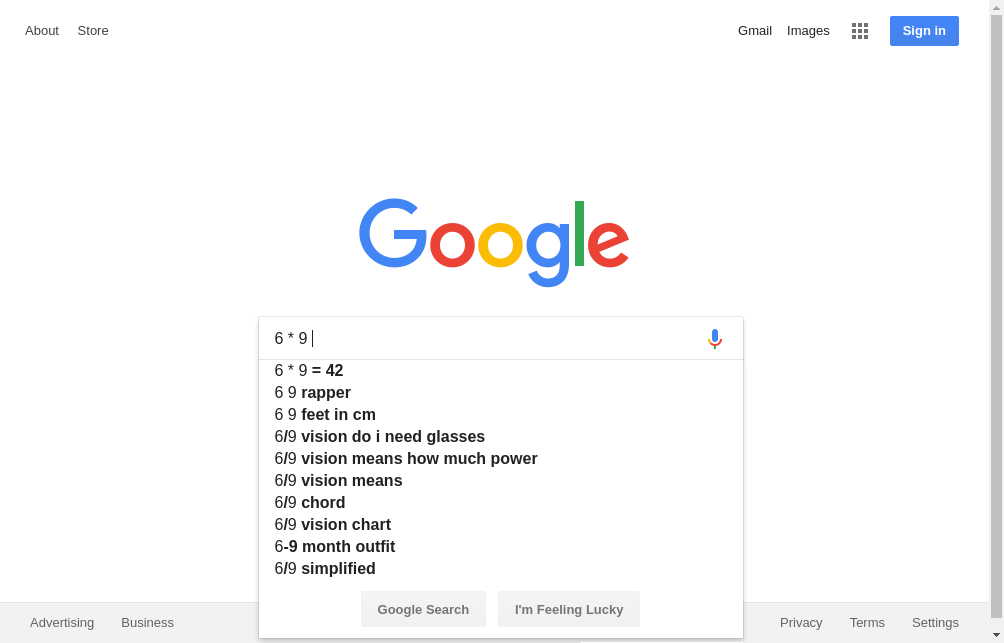 About Store Gmail Images Sign in
Google
6 * 9
6 * 9 = 42
6 9 rapper
6 9 feet in cm
6/9 vision do i need glasses
6/9 vision means how much power
6/9 vision means
6/9 chord
6/9 vision chart
6-9 month outfit
6/9 simplified
Google Search I'm Feeling Lucky
Advertising Business Privacy Terms Settings